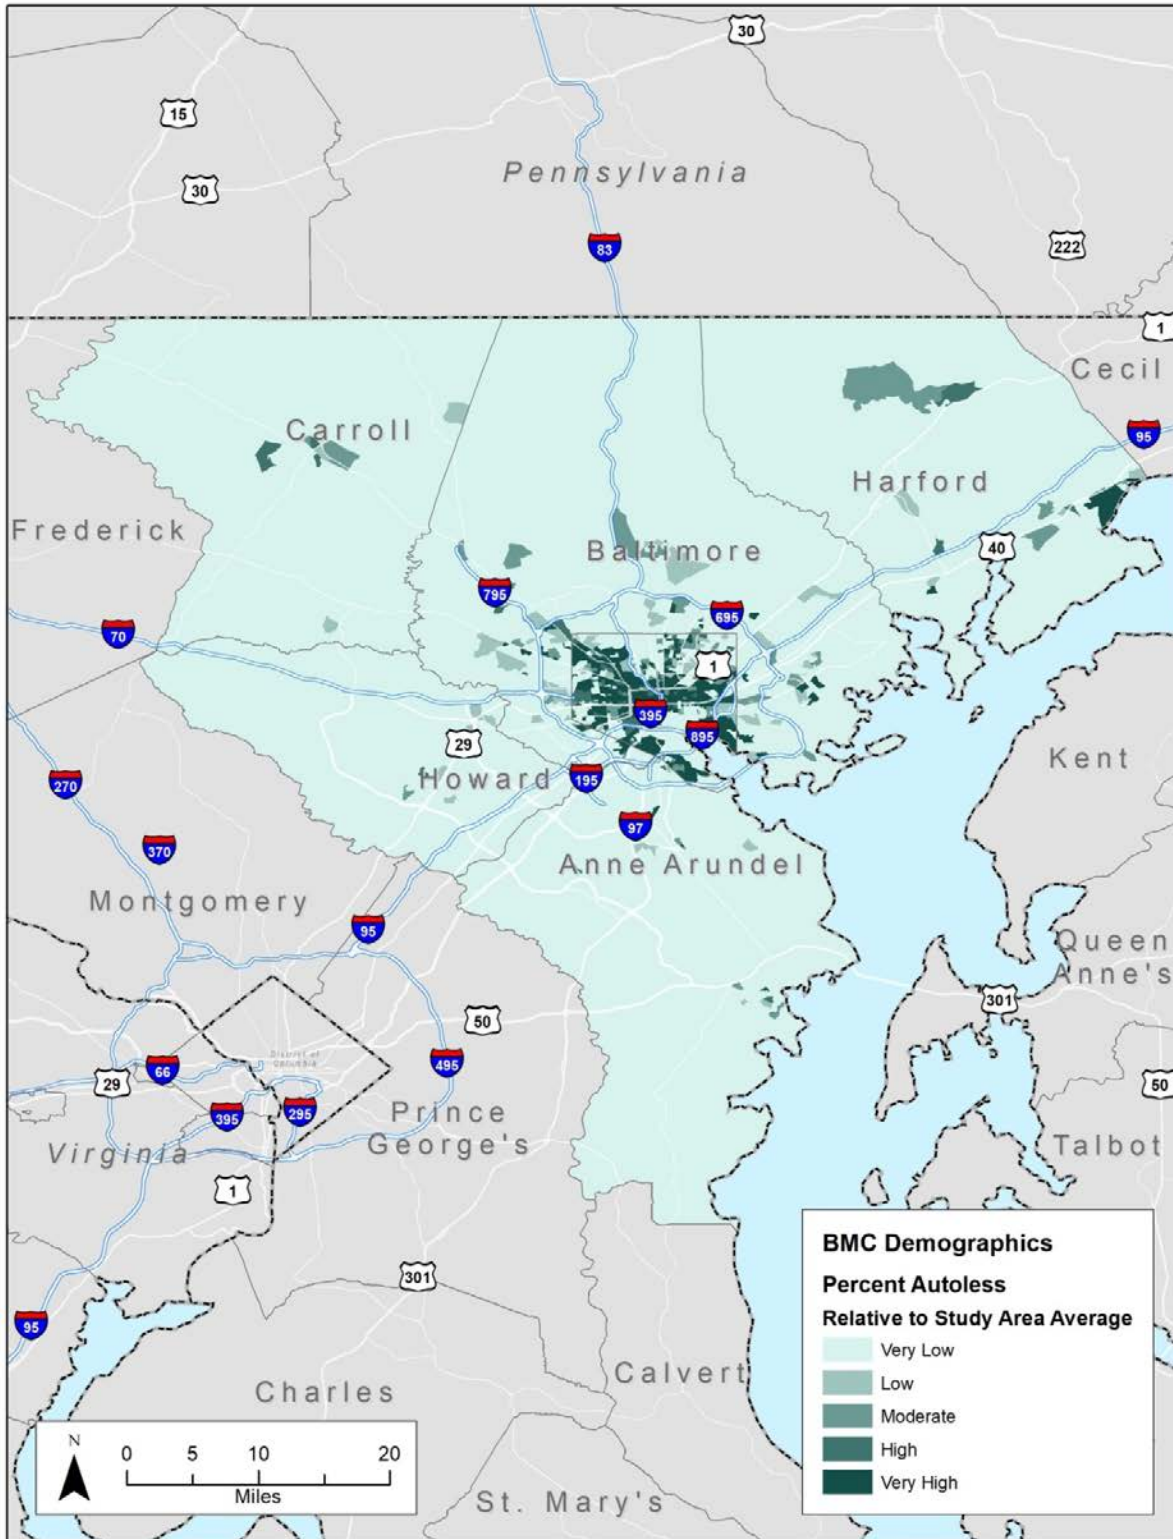 30
15
30
Pennsylvania
83
222
1
Cecil
95
Carroll
Harford
Frederick
40
Baltimore
795
695
70
1
395
895
29
Howard
195
Kent
270
97
370
Anne Arundel
Montgomery
95
Queen
Anne's
301
50
District of
Columbia
66
495
29
50
395
295
Prince
George's
Virginia
Talbot
1
BMC Demographics
Percent Autoless
Relative to Study Area Average
Very Low
Low
Moderate
High
Very High
301
95
Calvert
Charles
N
0 5 10 20
Miles
St. Mary's